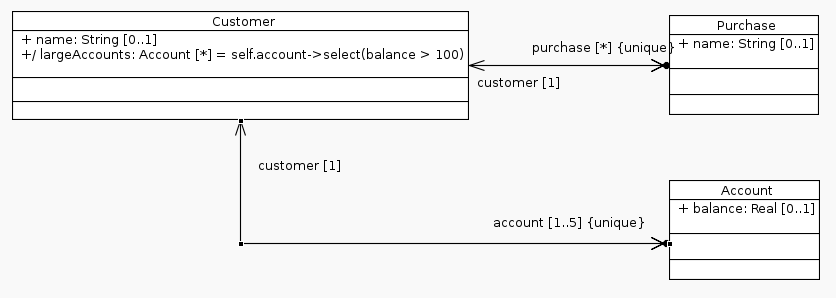 Customer
+ name: String [0..1]
+/ largeAccounts: Account [*] = self.account->select(balance > 100)
purchase [*] {unique}
customer [1]
Purchase
+ name: String [0..1]
customer [1]
account [1..5] {unique}
Account
+ balance: Real [0..1]